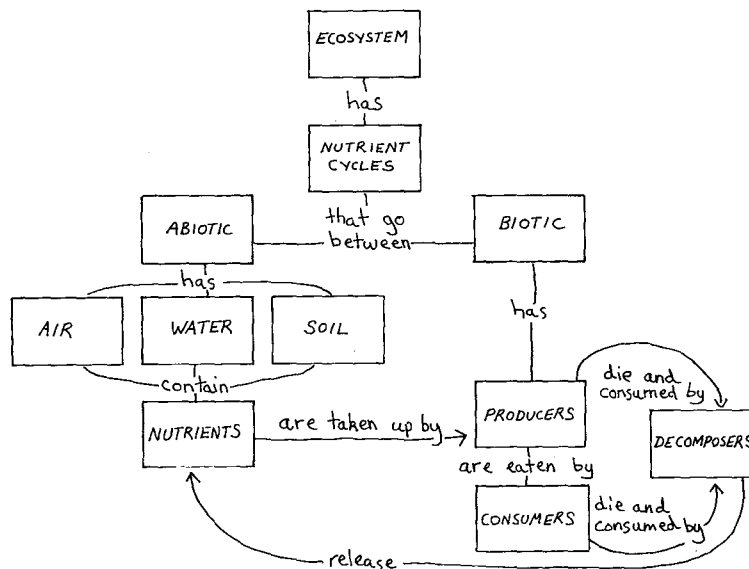 ECOSYSTEM
has
NUTRIENT
CYCLES
ABIOTIC
that go
between
BIOTIC
has
has
AIR
WATER
SOIL
contain
NUTRIENTS
are taken up by
PRODUCERS
die and
consumed by
DECOMPOSERS
are eaten by
CONSUMERS
die and
consumed by
release